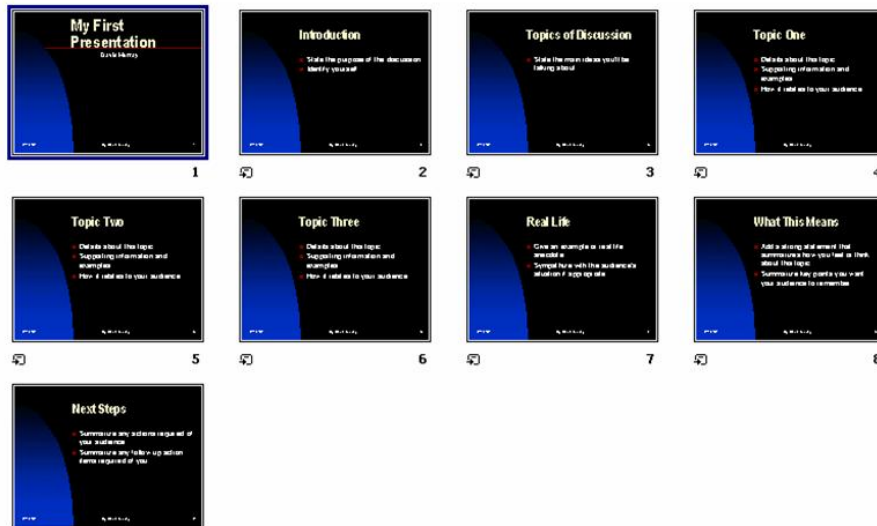 My First
Presentation
David Murray
1
Introduction
State the purpose of the discussion
Identify yourself
2
Topics of Discussion
State the main ideas you'll be
talking about
3
Topic One
Details about this topic
Supporting information and
examples
How it relates to your audience
4
Topic Two
Details about this topic
Supporting information and
examples
How it relates to your audience
5
Topic Three
Details about this topic
Supporting information and
examples
How it relates to your audience
6
Real Life
Give an example or real life
anecdote
Sympathize with the audience's
situation if appropriate
7
What This Means
Add a strong statement that
summarizes how you feel or think
about this topic
Summarize key points you want
your audience to remember
8
Next Steps
Summarize any actions required of
your audience
Summarize any follow up action
items required of you